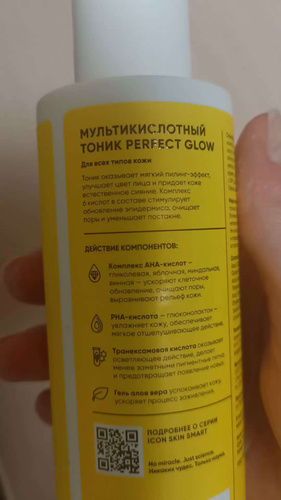 МУЛЬТИКИСЛОТНЫЙ
ТОНИК PERFECT GLOW
Для всех типов кожи
Тоник оказывает мягкий пилинг-эффект,
улучшает цвет лица и придает коже
естественное сияние. Комплекс
6 кислот в составе стимулирует
обновление эпидермиса, очищает
поры и уменьшает постакне.
ДЕЙСТВИЕ КОМПОНЕНТОВ:
Комплекс АНА-кислот —
гликолевая, яблочная, миндальная,
винная — ускоряют клеточное
обновление, очищают поры,
выравнивают рельеф кожи.
PHA-кислота — глюконолактон —
увлажняет кожу, обеспечивая
мягкое отшелушивающее действие.
Транексамовая кислота оказывает
осветляющее действие, делает
менее заметными пигментные пятна
и предотвращает появление новых.
Гель алоэ вера успокаивает кожу,
ускоряет процесс заживления.
ПОДРОБНЕЕ О СЕРИИ
ICON SKIN SMART
No miracle. Just science.
Никаких чудес. Только наука.